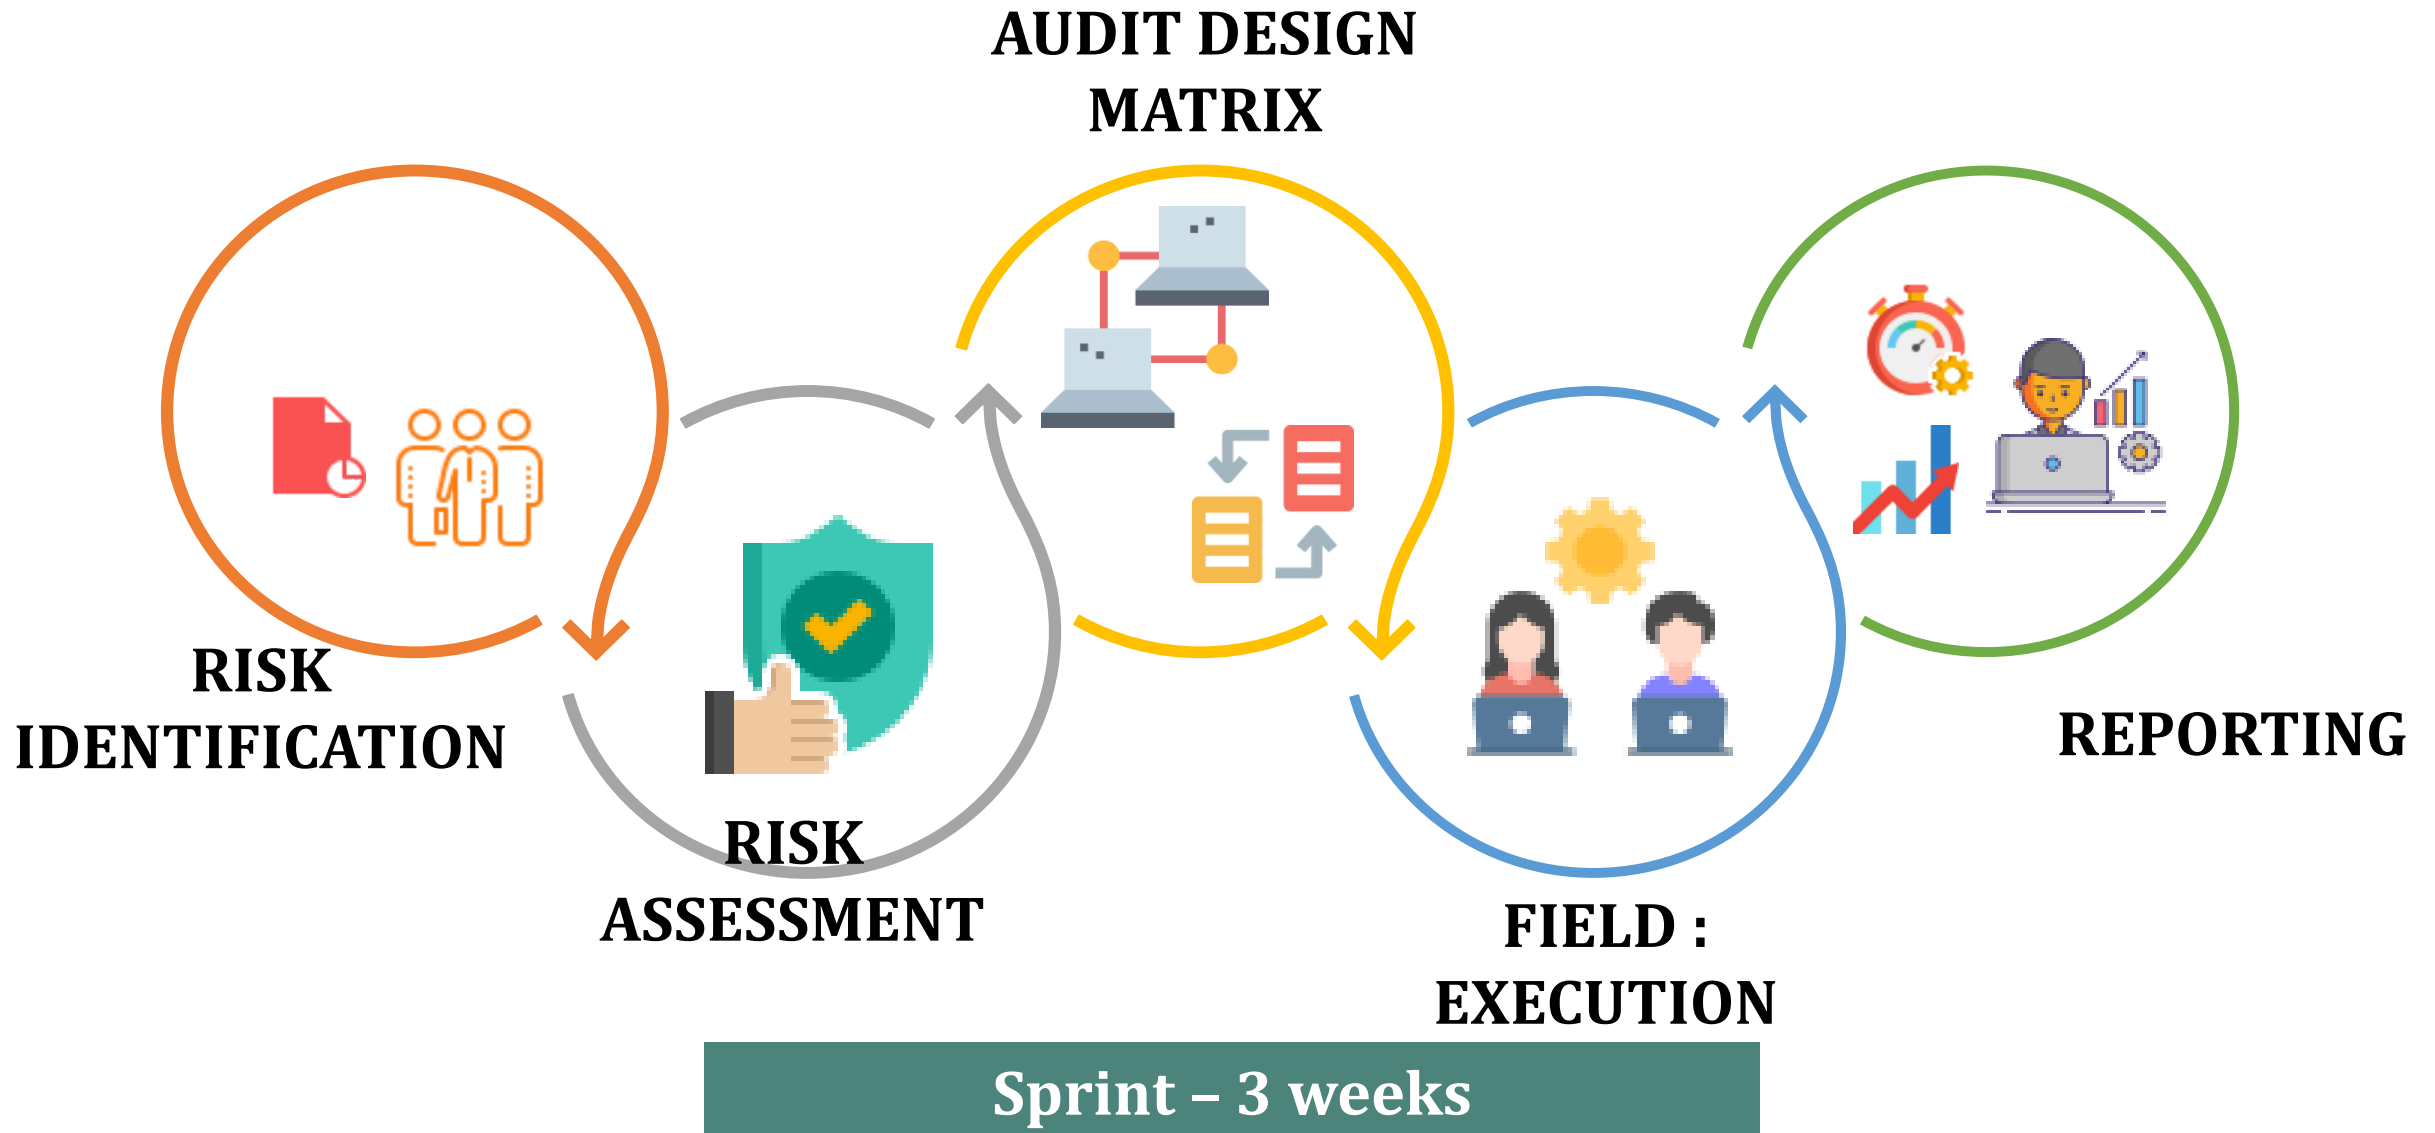 AUDIT DESIGN
MATRIX
RISK
IDENTIFICATION
RISK
ASSESSMENT
FIELD :
EXECUTION
REPORTING
Sprint – 3 weeks